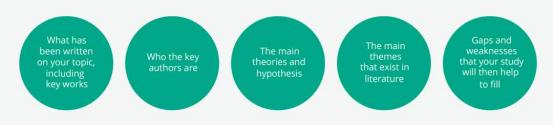 What has
been written
on your topic,
including
key works
Who the key
authors are
The main
theories and
hypothesis
The main
themes
that exist in
literature
Gaps and
weaknesses
that your study
will then help
to fill